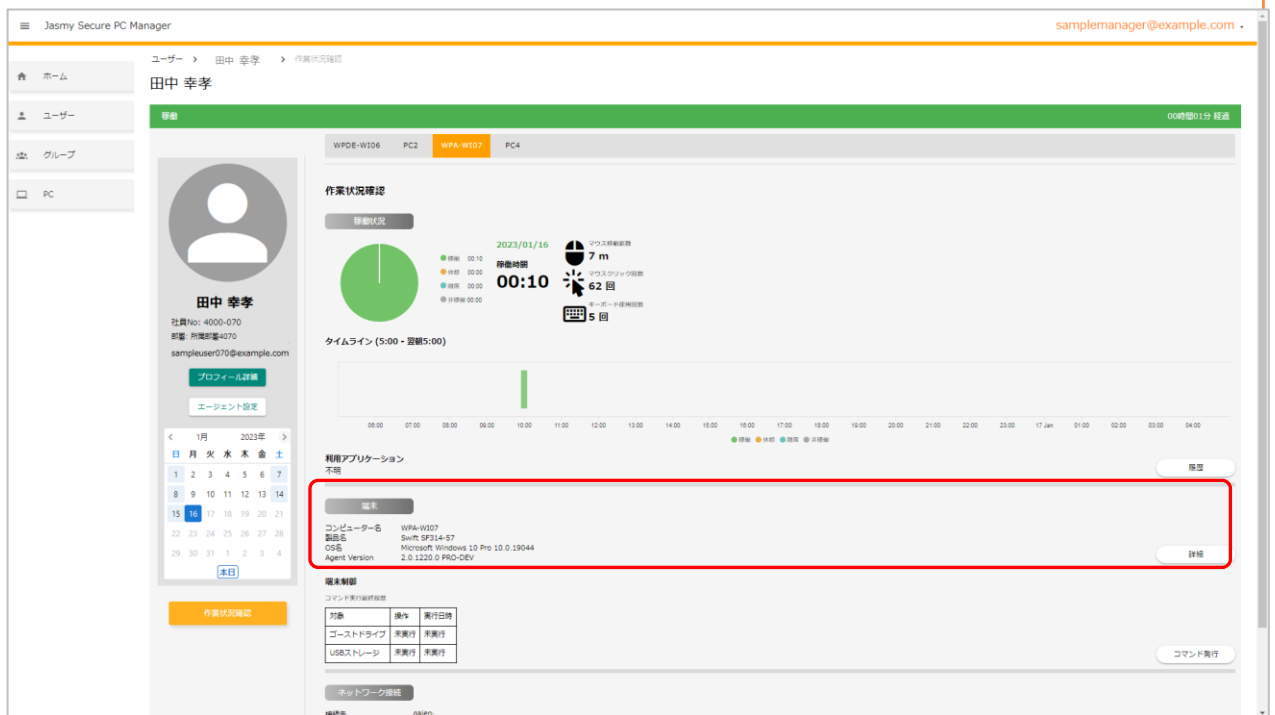 Jasmy Secure PC Manager
samplemanager@example.com
ユーザー > 田中 幸孝 > 作業状況確認
田中 幸孝
ホーム
ユーザー
グループ
PC
稼働
00時間01分 経過
WPDE-WI06 PC2 WPA-WI07 PC4
田中 幸孝
社員No: 4000-070
部署: 所属部署4070
sampleuser070@example.com
プロフィール詳細
エージェント設定
< 1月 2023年 >
日 月 火 水 木 金 土
1 2 3 4 5 6 7
8 9 10 11 12 13 14
15 16 17 18 19 20 21
22 23 24 25 26 27 28
29 30 31 1 2 3 4
本日
作業状況確認
作業状況確認
稼働状況
稼働 00:10
休憩 00:00
離席 00:00
非稼働 00:00
2023/01/16
稼働時間
00:10
マウス移動距離
7 m
マウスクリック回数
62 回
キーボード使用回数
5 回
タイムライン (5:00 - 翌朝5:00)
06:00 07:00 08:00 09:00 10:00 11:00 12:00 13:00 14:00 15:00 16:00 17:00 18:00 19:00 20:00 21:00 22:00 23:00 17 Jan 01:00 02:00 03:00 04:00
稼働 休憩 離席 非稼働
利用アプリケーション
不明
履歴
端末
コンピューター名 WPA-WI07
製品名 Swift SF314-57
OS名 Microsoft Windows 10 Pro 10.0.19044
Agent Version 2.0.1220.0 PRO-DEV
詳細
端末制御
コマンド実行最終履歴
対象 操作 実行日時
ゴーストドライブ 未実行 未実行
USBストレージ 未実行 未実行
コマンド発行
ネットワーク接続
接続先